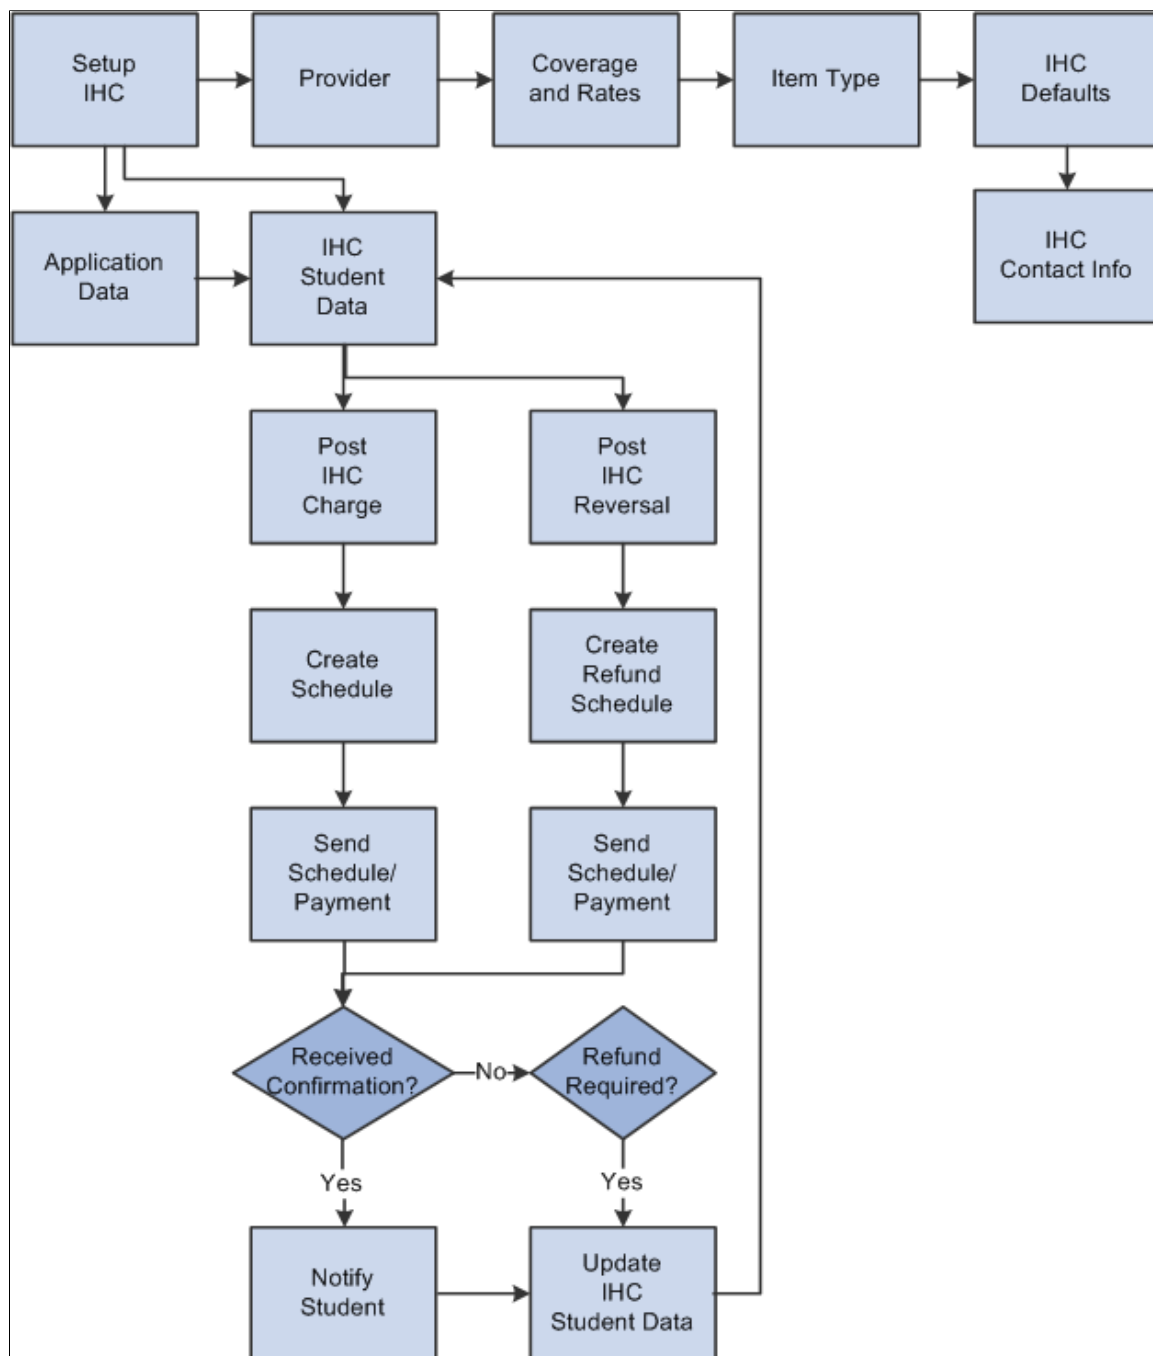 Setup
IHC
Provider
Coverage
and Rates
Item Type
IHC
Defaults
Application
Data
IHC
Student
Data
IHC
Contact Info
Post
IHC
Charge
Post
IHC
Reversal
Create
Schedule
Create
Refund
Schedule
Send
Schedule/
Payment
Send
Schedule/
Payment
Received
Confirmation?
No
Refund
Required?
Yes
Yes
Notify
Student
Update
IHC
Student Data